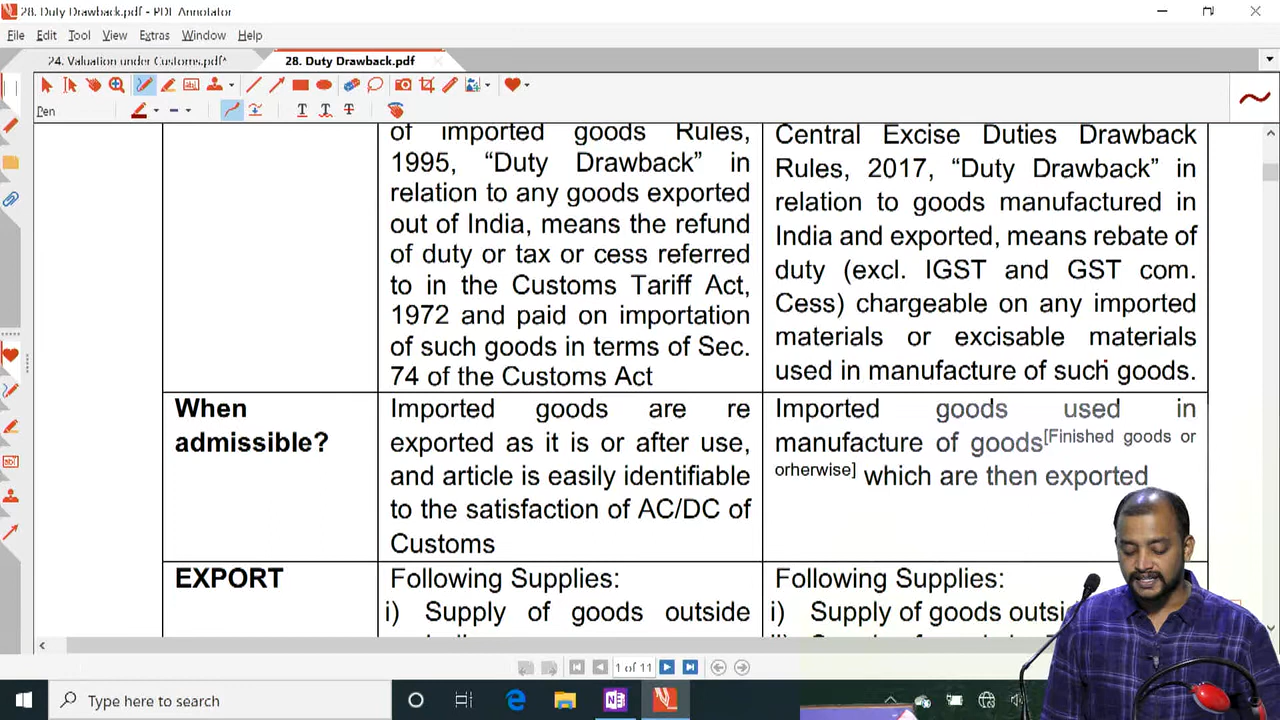 28. Duty Drawback.pdf - PDF Annotator
File Edit Tool View Extras Window Help
24. Valuation under Customs.pdf*
28. Duty Drawback.pdf
Pen
of imported goods Rules,
1995, “Duty Drawback” in
relation to any goods exported
out of India, means the refund
of duty or tax or cess referred
to in the Customs Tariff Act,
1972 and paid on importation
of such goods in terms of Sec.
74 of the Customs Act
Central Excise Duties Drawback
Rules, 2017, “Duty Drawback” in
relation to goods manufactured in
India and exported, means rebate of
duty (excl. IGST and GST com.
Cess) chargeable on any imported
materials or excisable materials
used in manufacture of such goods.
When
admissible?
Imported goods are re
exported as it is or after use,
and article is easily identifiable
to the satisfaction of AC/DC of
Customs
Imported goods used in
manufacture of goods[Finished goods or
orherwise] which are then exported
EXPORT
Following Supplies:
i) Supply of goods outside
Following Supplies:
i) Supply of goods
1 of 11
Type here to search